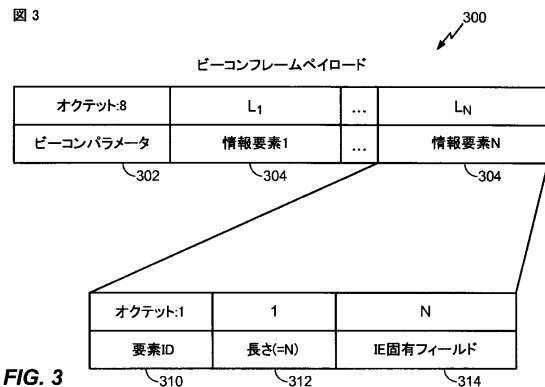 図 3
300
ビーコンフレームペイロード
オクテット:8 L1 ... LN
ビーコンパラメータ 情報要素1 ... 情報要素N
302 304 304
オクテット:1 1 N
要素ID 長さ(=N) IE固有フィールド
FIG. 3 310 312 314